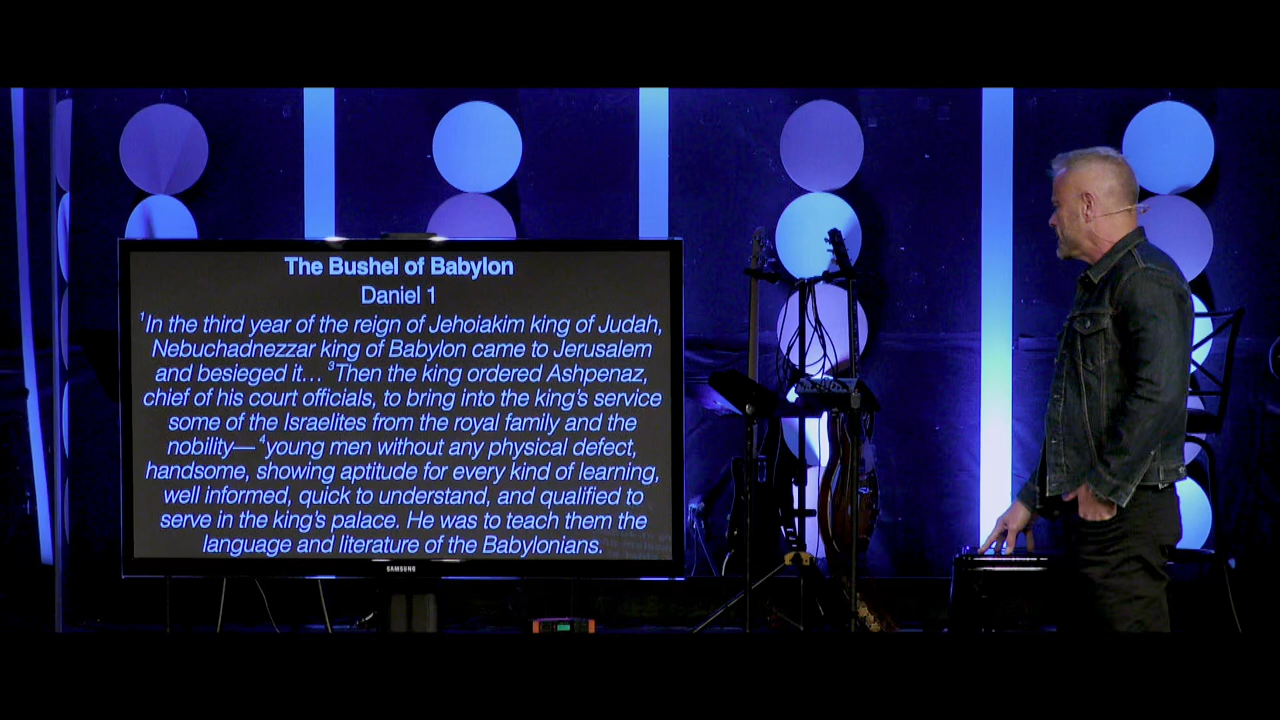 The Bushel of Babylon
Daniel 1
¹In the third year of the reign of Jehoiakim king of Judah,
Nebuchadnezzar king of Babylon came to Jerusalem
and besieged it… ³Then the king ordered Ashpenaz,
chief of his court officials, to bring into the king's service
some of the Israelites from the royal family and the
nobility— ⁴young men without any physical defect,
handsome, showing aptitude for every kind of learning,
well informed, quick to understand, and qualified to
serve in the king's palace. He was to teach them the
language and literature of the Babylonians.
SAMSUNG